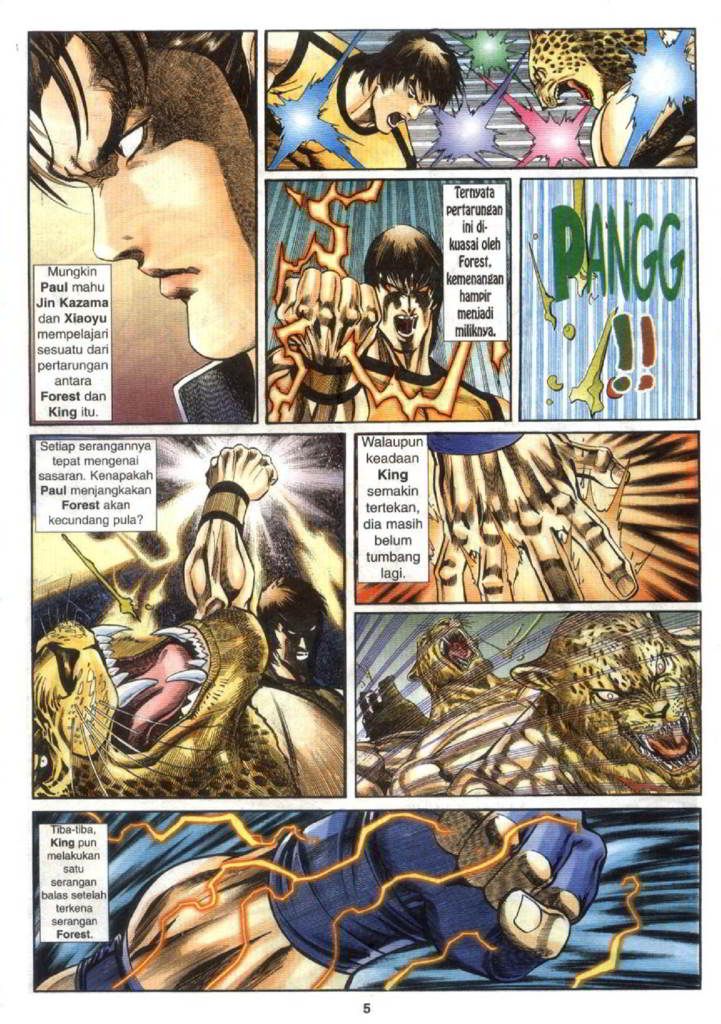 Mungkin
Paul mahu
Jin Kazama
dan Xiaoyu
mempelajari
sesuatu dari
pertarungan
antara
Forest dan
King itu.
Ternyata
pertarungan
ini di-
kuasai oleh
Forest,
kemenangan
hampir
menjadi
miliknya.
PANGG
!!
Setiap serangannya
tepat mengenai
sasaran. Kenapakah
Paul menjangkakan
Forest akan
kecundang pula?
Walaupun
keadaan
King
semakin
tertekan,
dia masih
belum
tumbang
lagi.
Tiba-tiba,
King pun
melakukan
satu
serangan
balas setelah
terkena
serangan
Forest.
5